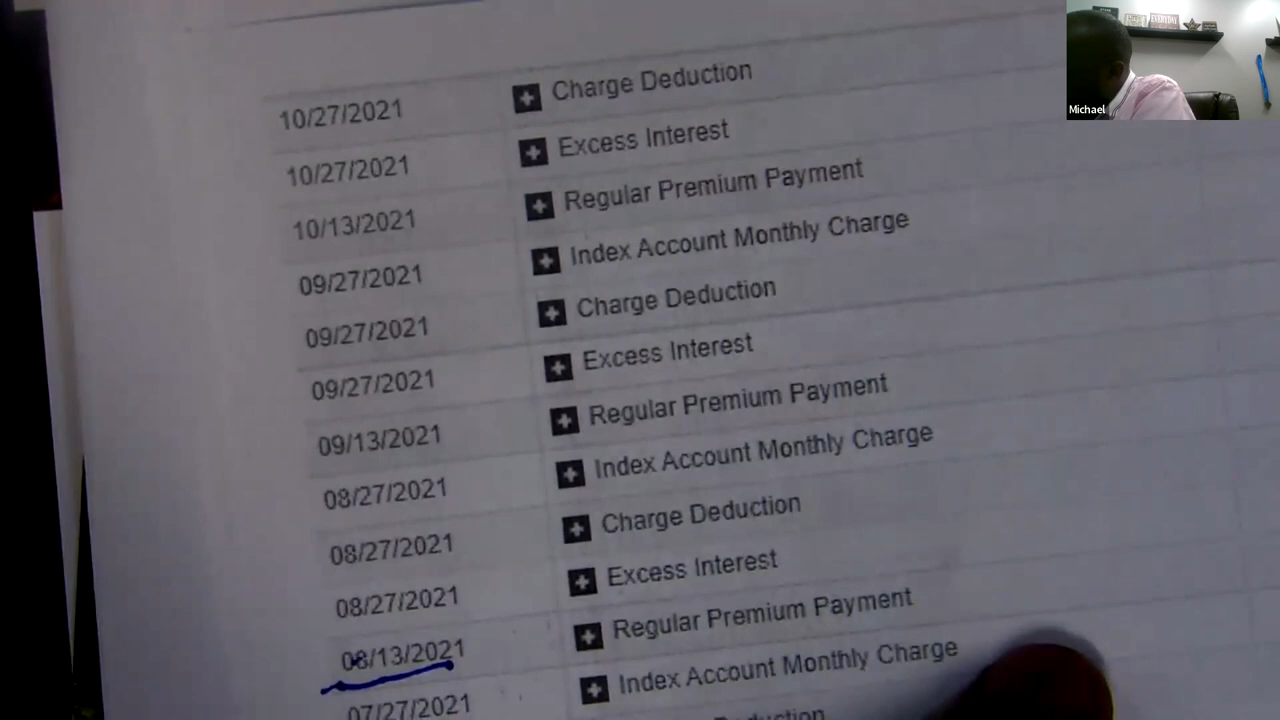 10/27/2021 Charge Deduction
10/27/2021 Excess Interest
10/13/2021 Regular Premium Payment
09/27/2021 Index Account Monthly Charge
09/27/2021 Charge Deduction
09/27/2021 Excess Interest
09/13/2021 Regular Premium Payment
08/27/2021 Index Account Monthly Charge
08/27/2021 Charge Deduction
08/27/2021 Excess Interest
08/13/2021 Regular Premium Payment
07/27/2021 Index Account Monthly Charge
Deduction
EVERYDAY
Michael